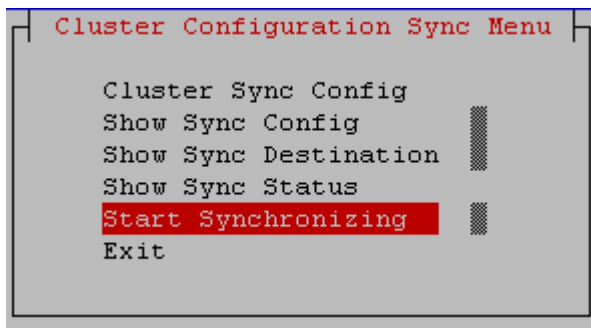 Cluster Configuration Sync Menu
Cluster Sync Config
Show Sync Config
Show Sync Destination
Show Sync Status
Start Synchronizing
Exit